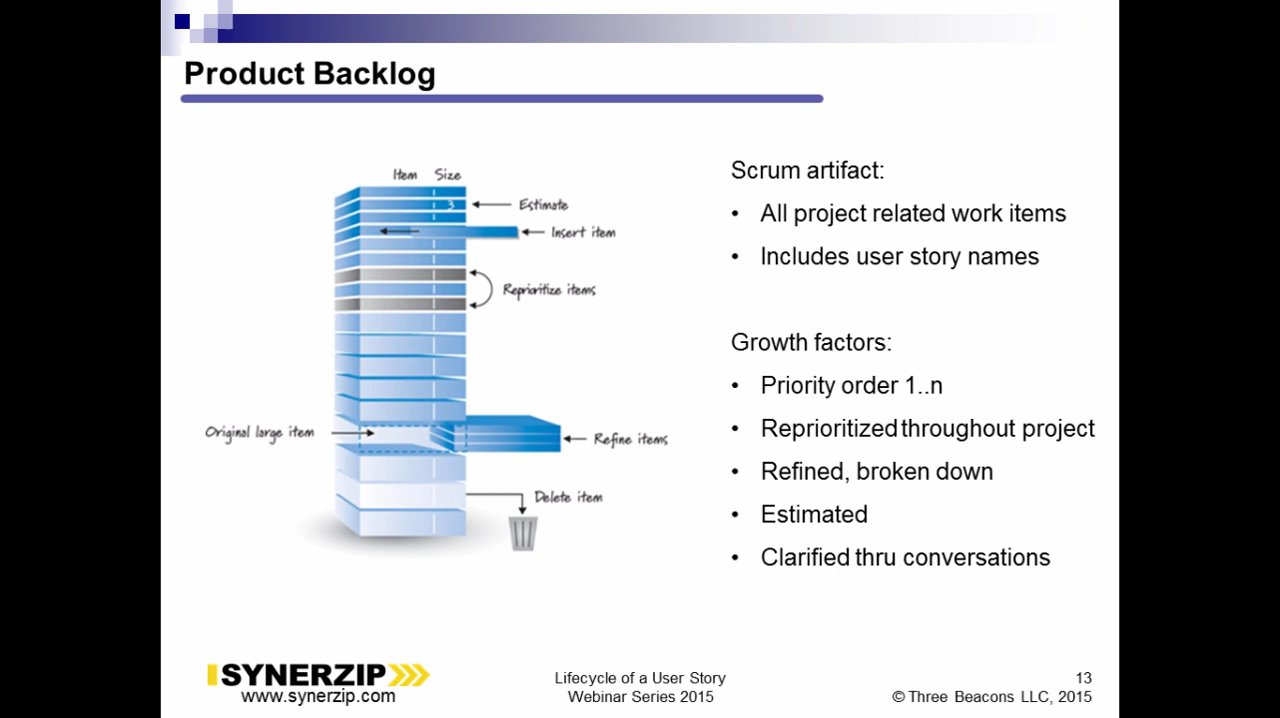 Product Backlog
Item Size
3
Estimate
Insert item
Reprioritize items
Original large item
Refine items
Delete item
Scrum artifact:
• All project related work items
• Includes user story names
Growth factors:
• Priority order 1..n
• Reprioritized throughout project
• Refined, broken down
• Estimated
• Clarified thru conversations
SYNERZIP
www.synerzip.com
Lifecycle of a User Story
Webinar Series 2015
13
© Three Beacons LLC, 2015